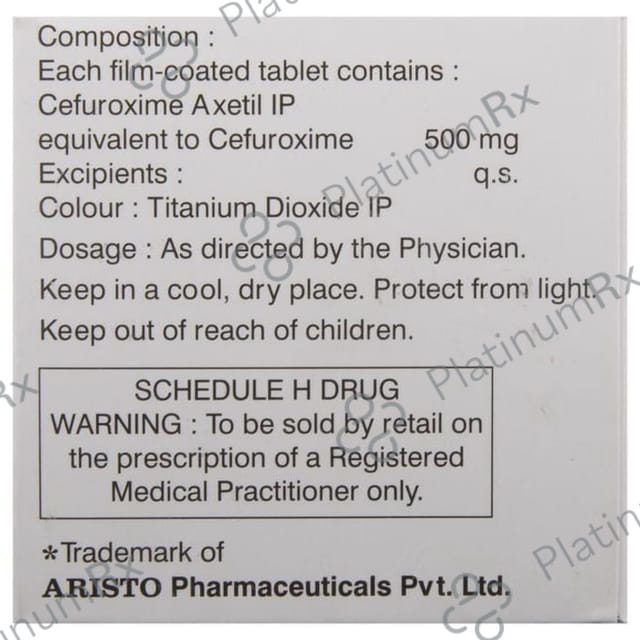 Composition :
Each film-coated tablet contains :
Cefuroxime Axetil IP
equivalent to Cefuroxime 500 mg
Excipients : q.s.
Colour : Titanium Dioxide IP
Dosage : As directed by the Physician.
Keep in a cool, dry place. Protect from light.
Keep out of reach of children.
SCHEDULE H DRUG
WARNING : To be sold by retail on
the prescription of a Registered
Medical Practitioner only.
*Trademark of
ARISTO Pharmaceuticals Pvt. Ltd.
PlatinumRx
PlatinumRx